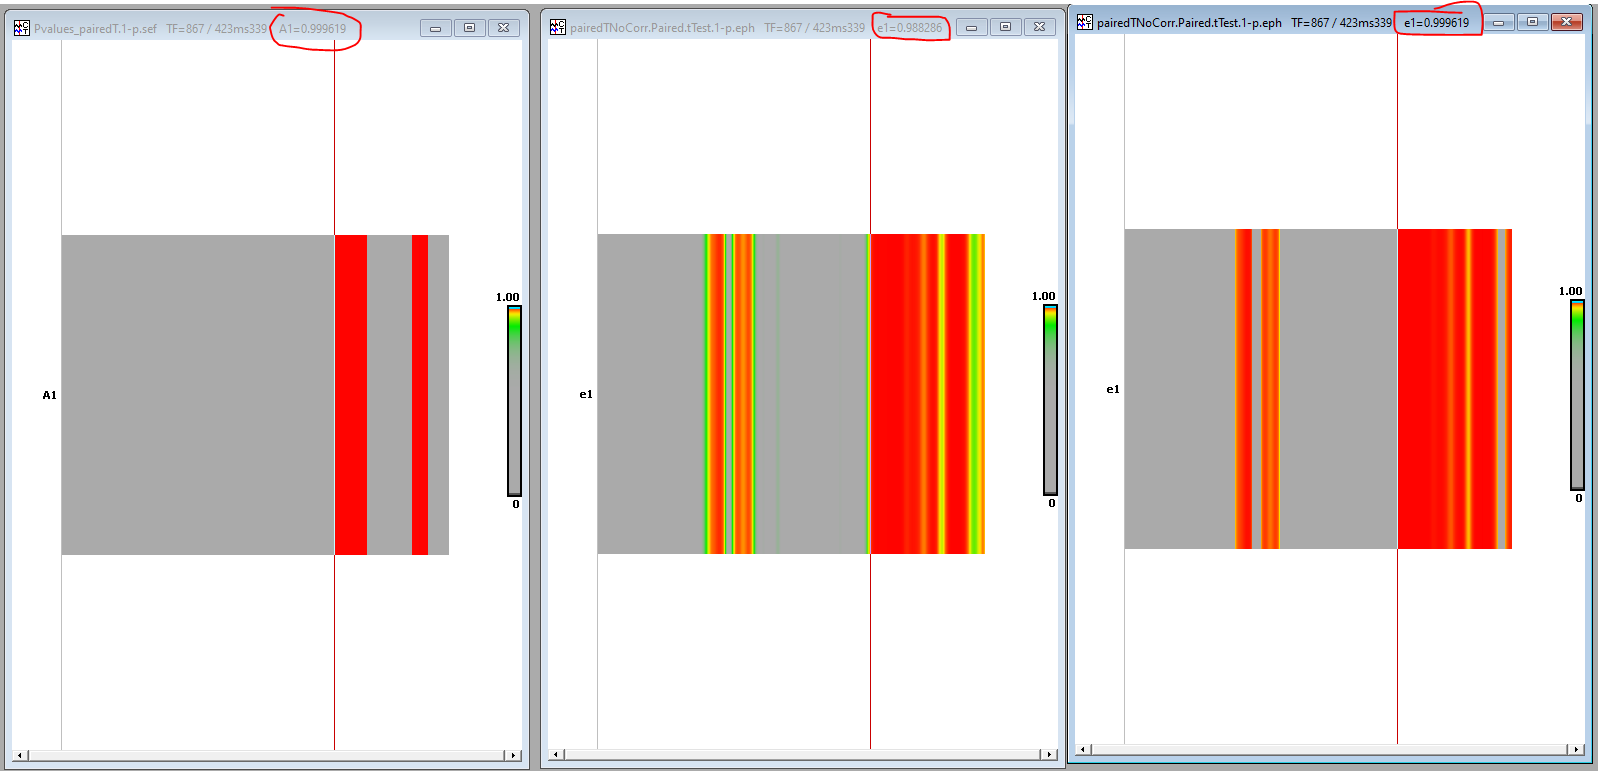 Pvalues_pairedT.1-p.sef TF=867 / 423ms339 A1=0.999619
1.00
A1
0
pairedTNoCorr.Paired.tTest.1-p.eph TF=867 / 423ms339 e1=0.988286
1.00
e1
0
pairedTNoCorr.Paired.tTest.1-p.eph TF=867 / 423ms339 e1=0.999619
1.00
e1
0